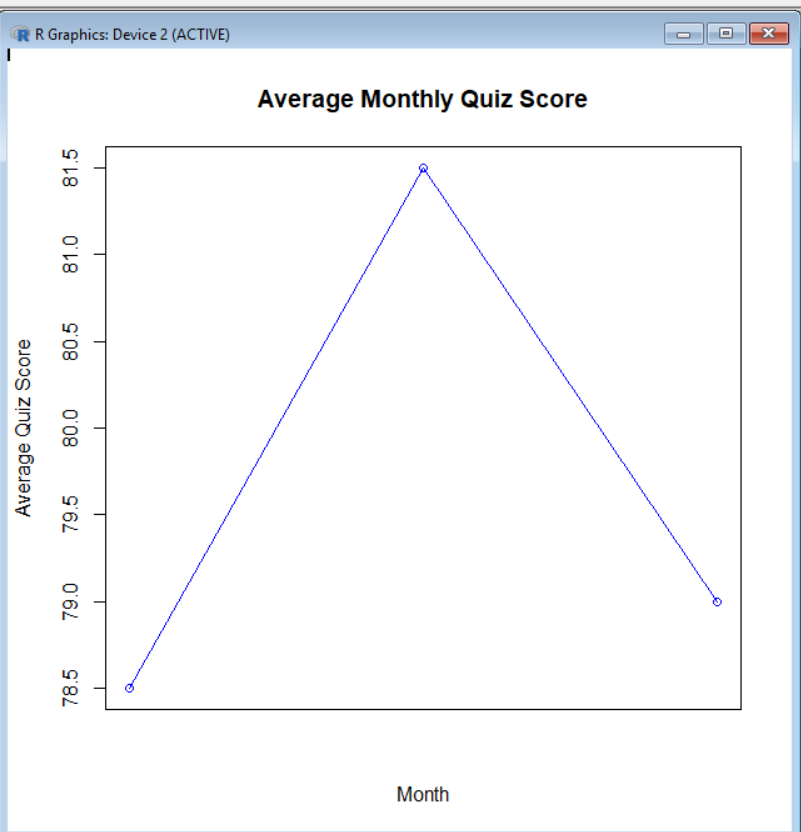 R Graphics: Device 2 (ACTIVE)
Average Monthly Quiz Score
81.5
81.0
80.5
80.0
79.5
79.0
78.5
Average Quiz Score
Month